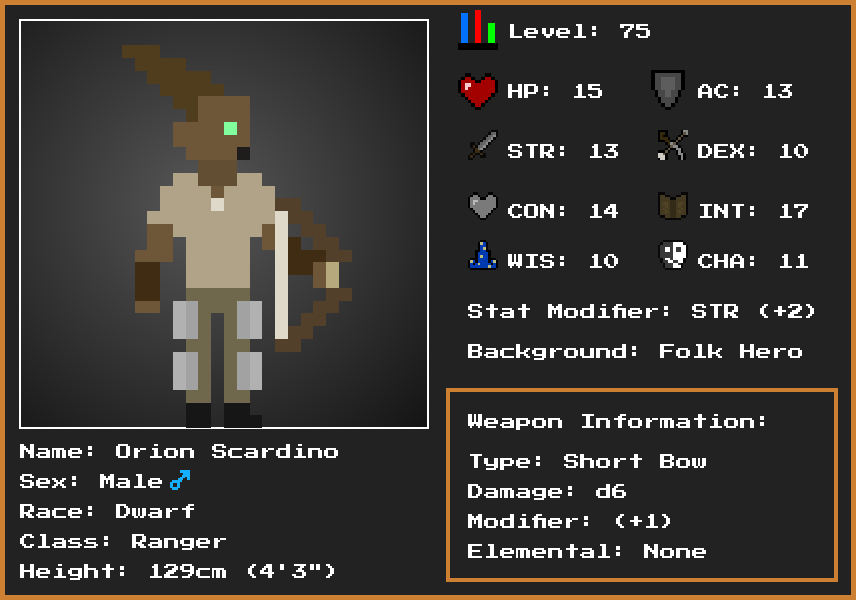 Level: 75
HP: 15 AC: 13
STR: 13 DEX: 10
CON: 14 INT: 17
WIS: 10 CHA: 11
Stat Modifier: STR (+2)
Background: Folk Hero
Weapon Information:
Type: Short Bow
Damage: d6
Modifier: (+1)
Elemental: None
Name: Orion Scardino
Sex: Male ♂
Race: Dwarf
Class: Ranger
Height: 129cm (4'3")